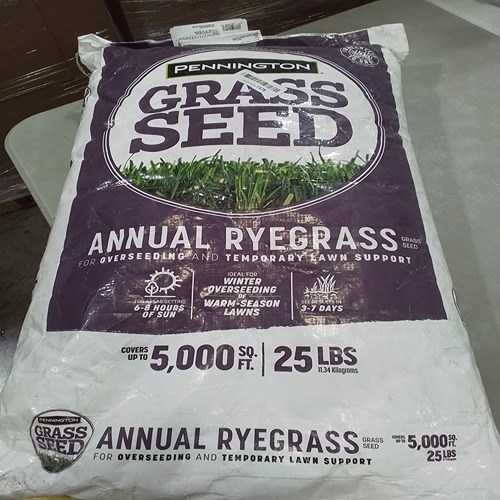 PENNINGTON
GRASS
SEED
ANNUAL RYEGRASS GRASS SEED
FOR OVERSEEDING AND TEMPORARY LAWN SUPPORT
6-8 HOURS
OF SUN
IDEAL FOR
WINTER
OVERSEEDING
OF
WARM-SEASON
LAWNS
3-7 DAYS
COVERS UP TO 5,000 SQ. FT. 25 LBS
11.34 Kilograms
PENNINGTON
GRASS
SEED
ANNUAL RYEGRASS GRASS SEED
FOR OVERSEEDING AND TEMPORARY LAWN SUPPORT
COVERS UP TO 5,000 SQ. FT.
25 LBS